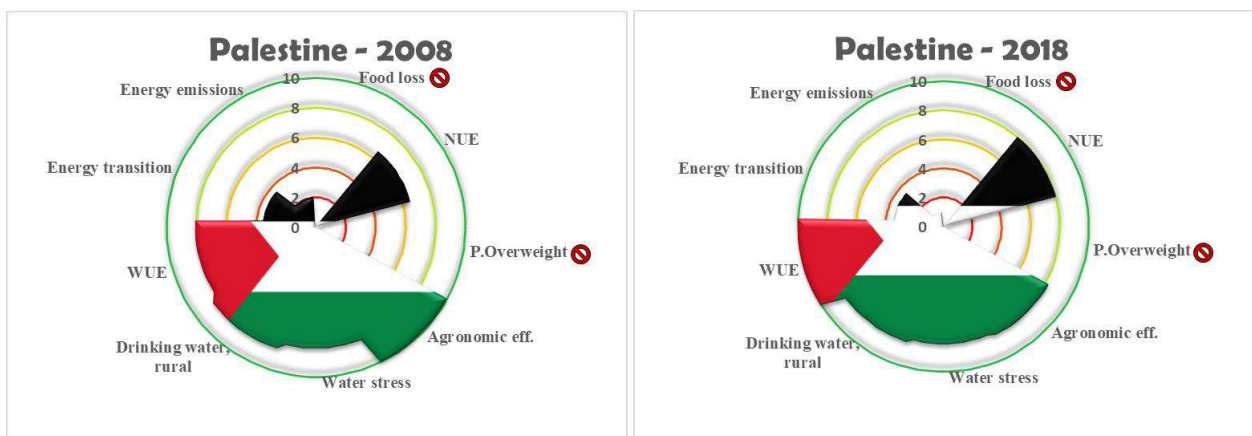 Palestine - 2008
10
8
6
4
2
0
Food loss
NUE
P.Overweight
Agronomic eff.
Water stress
Drinking water,
rural
WUE
Energy transition
Energy emissions
Palestine - 2018
10
8
6
4
2
0
Food loss
NUE
P.Overweight
Agronomic eff.
Water stress
Drinking water,
rural
WUE
Energy transition
Energy emissions